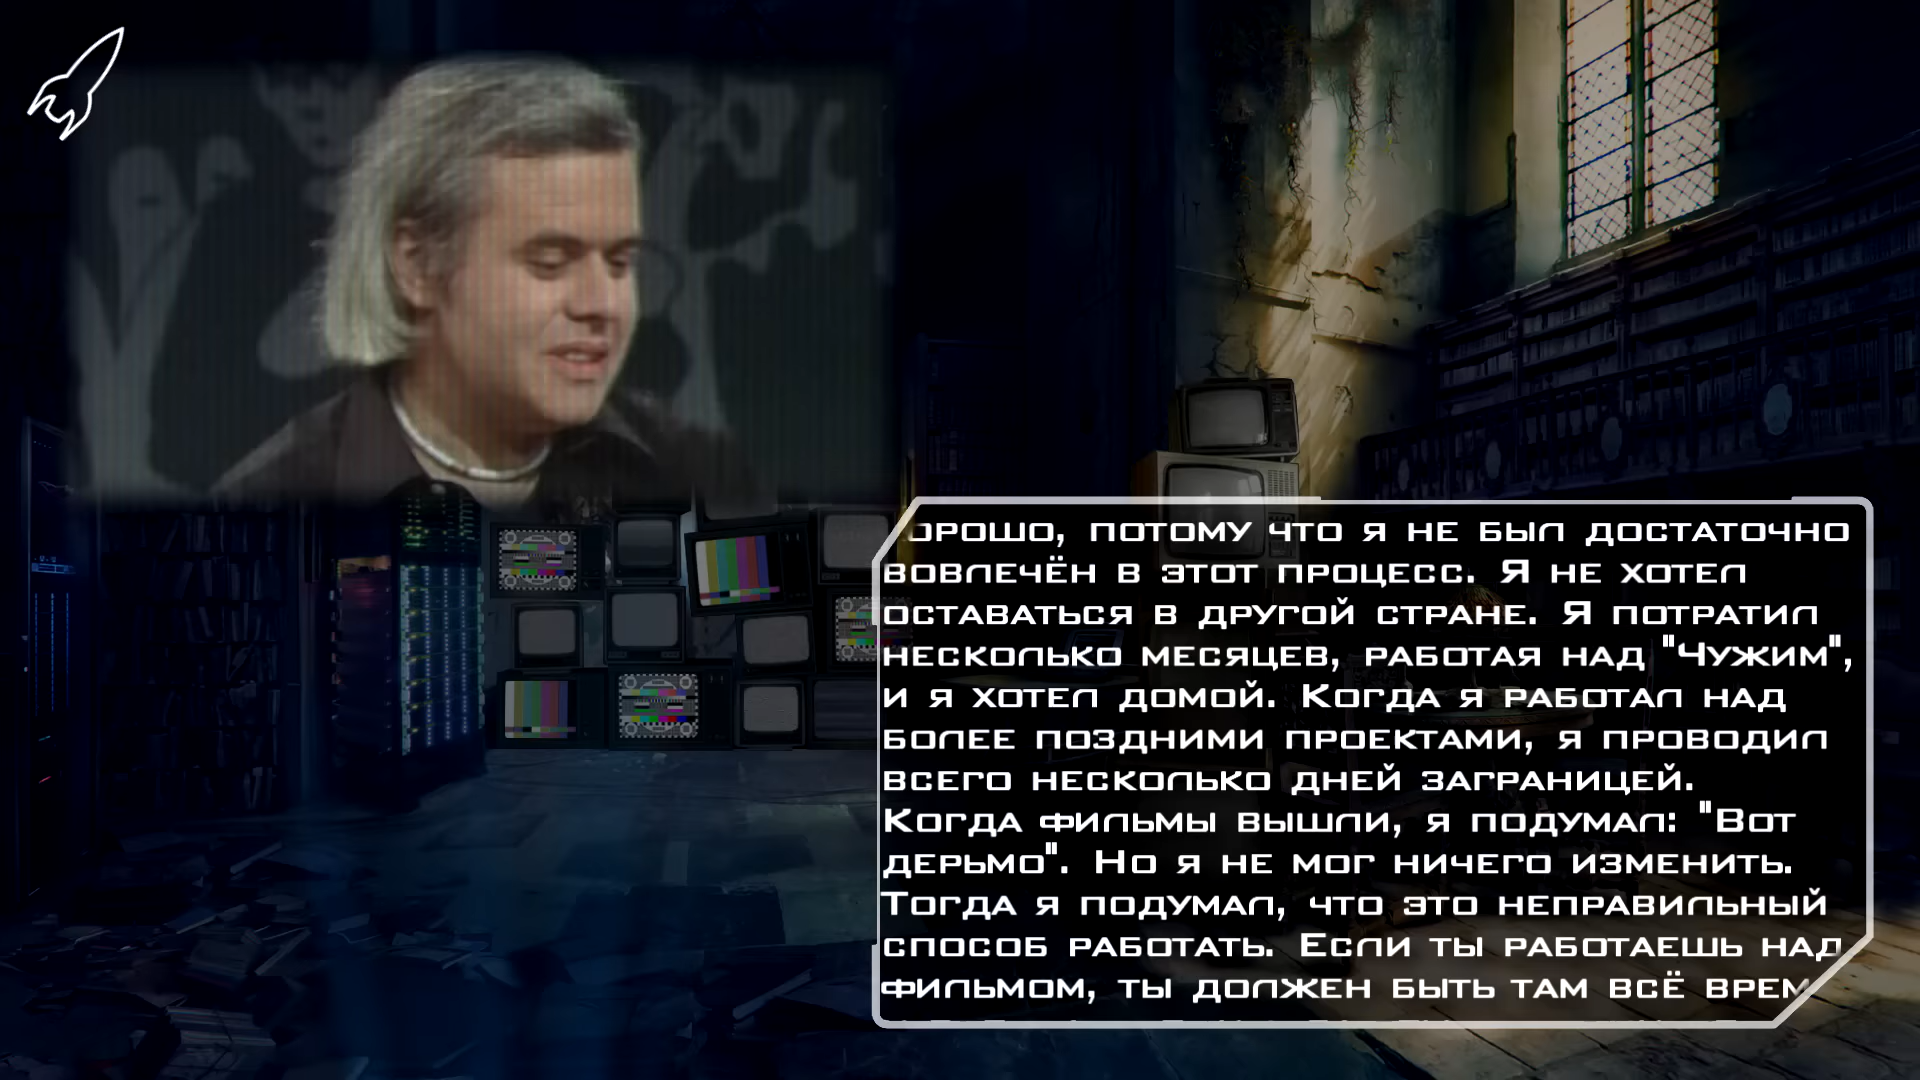 орошо, потому что я не был достаточно
вовлечён в этот процесс. Я не хотел
оставаться в другой стране. Я потратил
несколько месяцев, работая над "Чужим",
и я хотел домой. Когда я работал над
более поздними проектами, я проводил
всего несколько дней заграницей.
Когда фильмы вышли, я подумал: "Вот
дерьмо". Но я не мог ничего изменить.
Тогда я подумал, что это неправильный
способ работать. Если ты работаешь над
фильмом, ты должен быть там всё врем